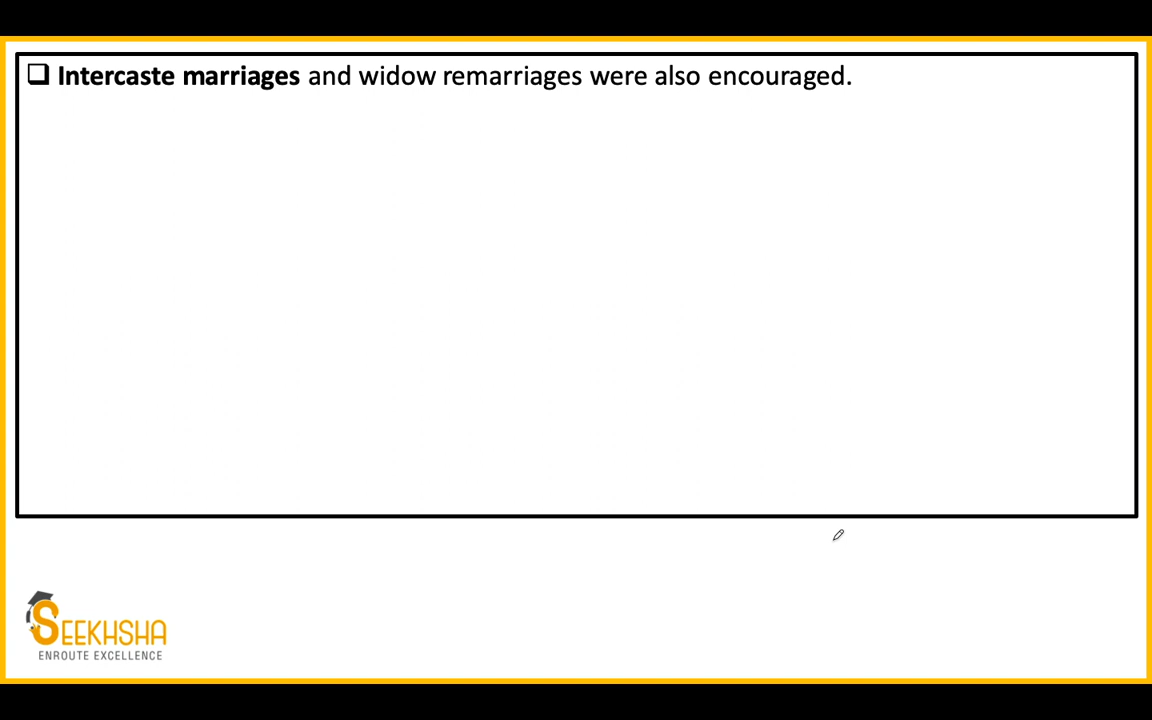 Intercaste marriages and widow remarriages were also encouraged.
SEEKHSHA
ENROUTE EXCELLENCE